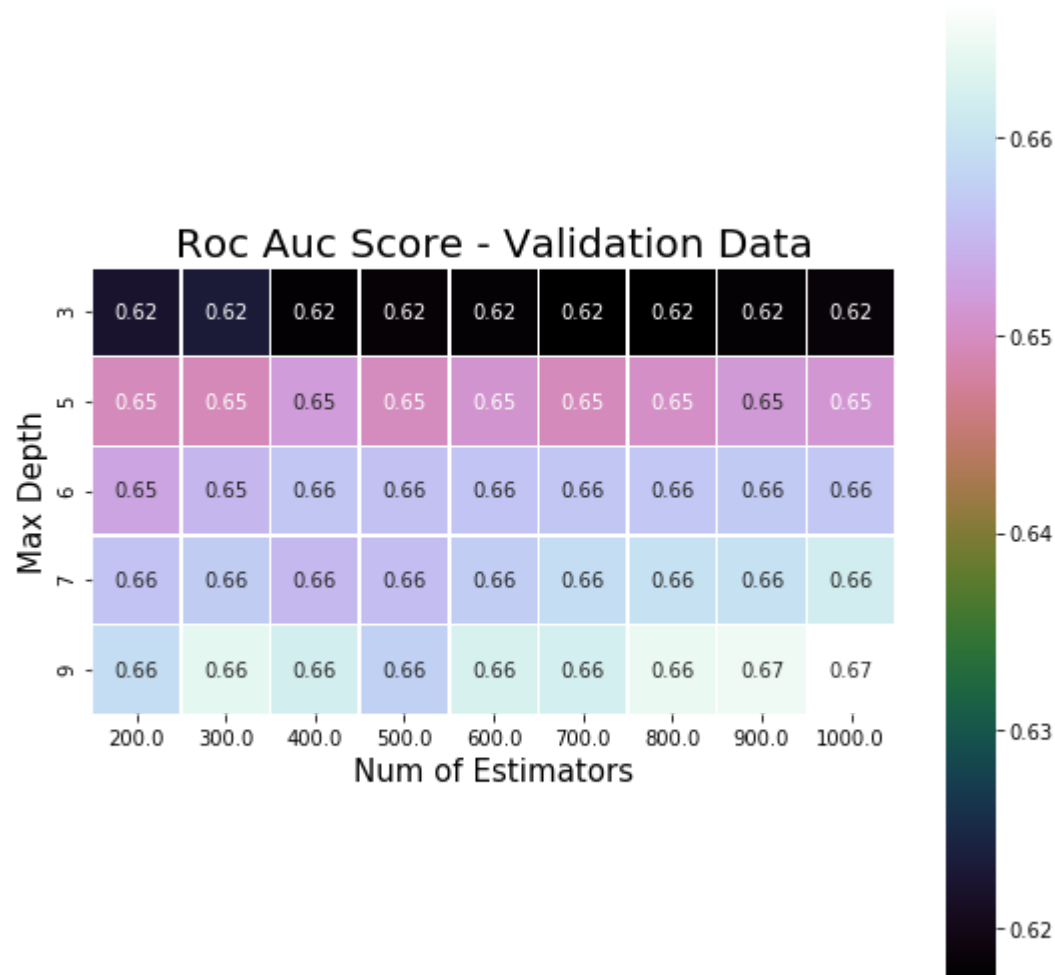 Roc Auc Score - Validation Data
Max Depth
3 0.62 0.62 0.62 0.62 0.62 0.62 0.62 0.62 0.62
5 0.65 0.65 0.65 0.65 0.65 0.65 0.65 0.65 0.65
6 0.65 0.65 0.66 0.66 0.66 0.66 0.66 0.66 0.66
7 0.66 0.66 0.66 0.66 0.66 0.66 0.66 0.66 0.66
9 0.66 0.66 0.66 0.66 0.66 0.66 0.66 0.67 0.67
200.0 300.0 400.0 500.0 600.0 700.0 800.0 900.0 1000.0
Num of Estimators
0.66
0.65
0.64
0.63
0.62